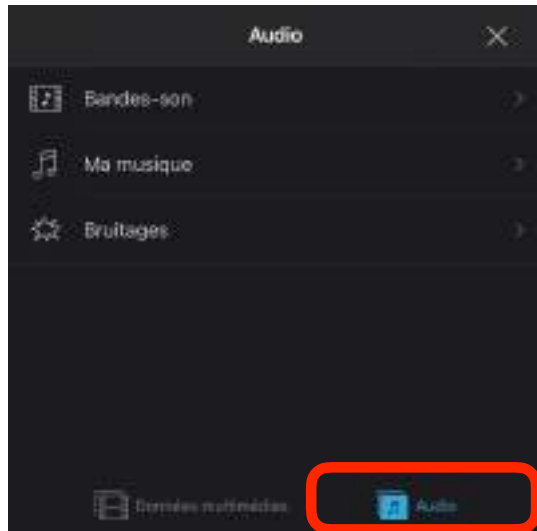 Audio
Bandes-son
Ma musique
Bruitages
Données multimédias
Audio